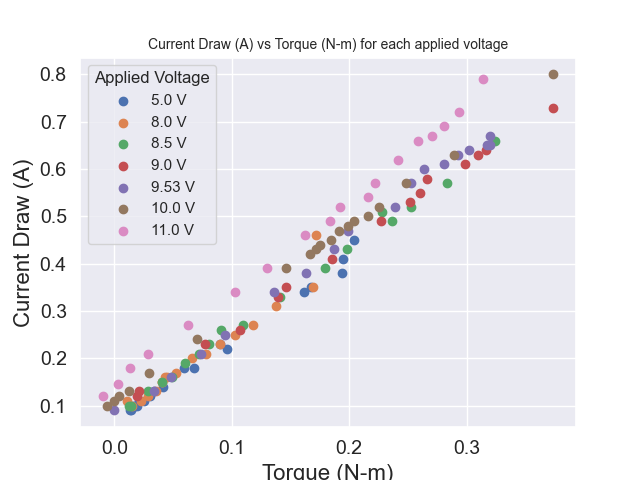 Current Draw (A) vs Torque (N-m) for each applied voltage
Current Draw (A)
0.8
0.7
0.6
0.5
0.4
0.3
0.2
0.1
Applied Voltage
5.0 V
8.0 V
8.5 V
9.0 V
9.53 V
10.0 V
11.0 V
0.0 0.1 0.2 0.3
Torque (N-m)